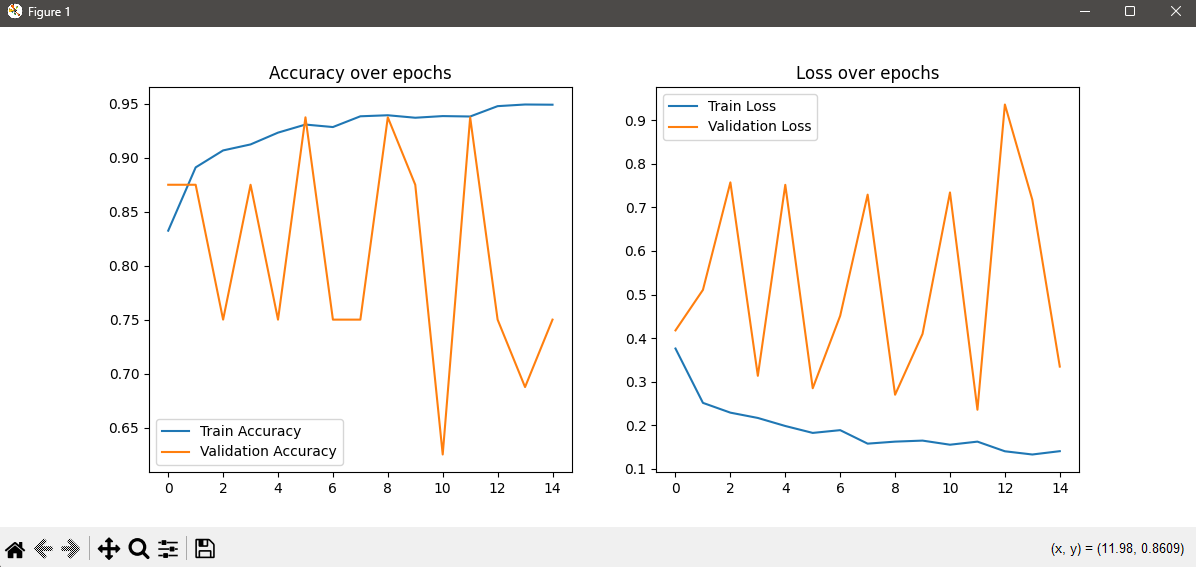 Figure 1
Accuracy over epochs
0.95
0.90
0.85
0.80
0.75
0.70
0.65
Train Accuracy
Validation Accuracy
0 2 4 6 8 10 12 14
Loss over epochs
Train Loss
Validation Loss
0.9
0.8
0.7
0.6
0.5
0.4
0.3
0.2
0.1
0 2 4 6 8 10 12 14
(x, y) = (11.98, 0.8609)